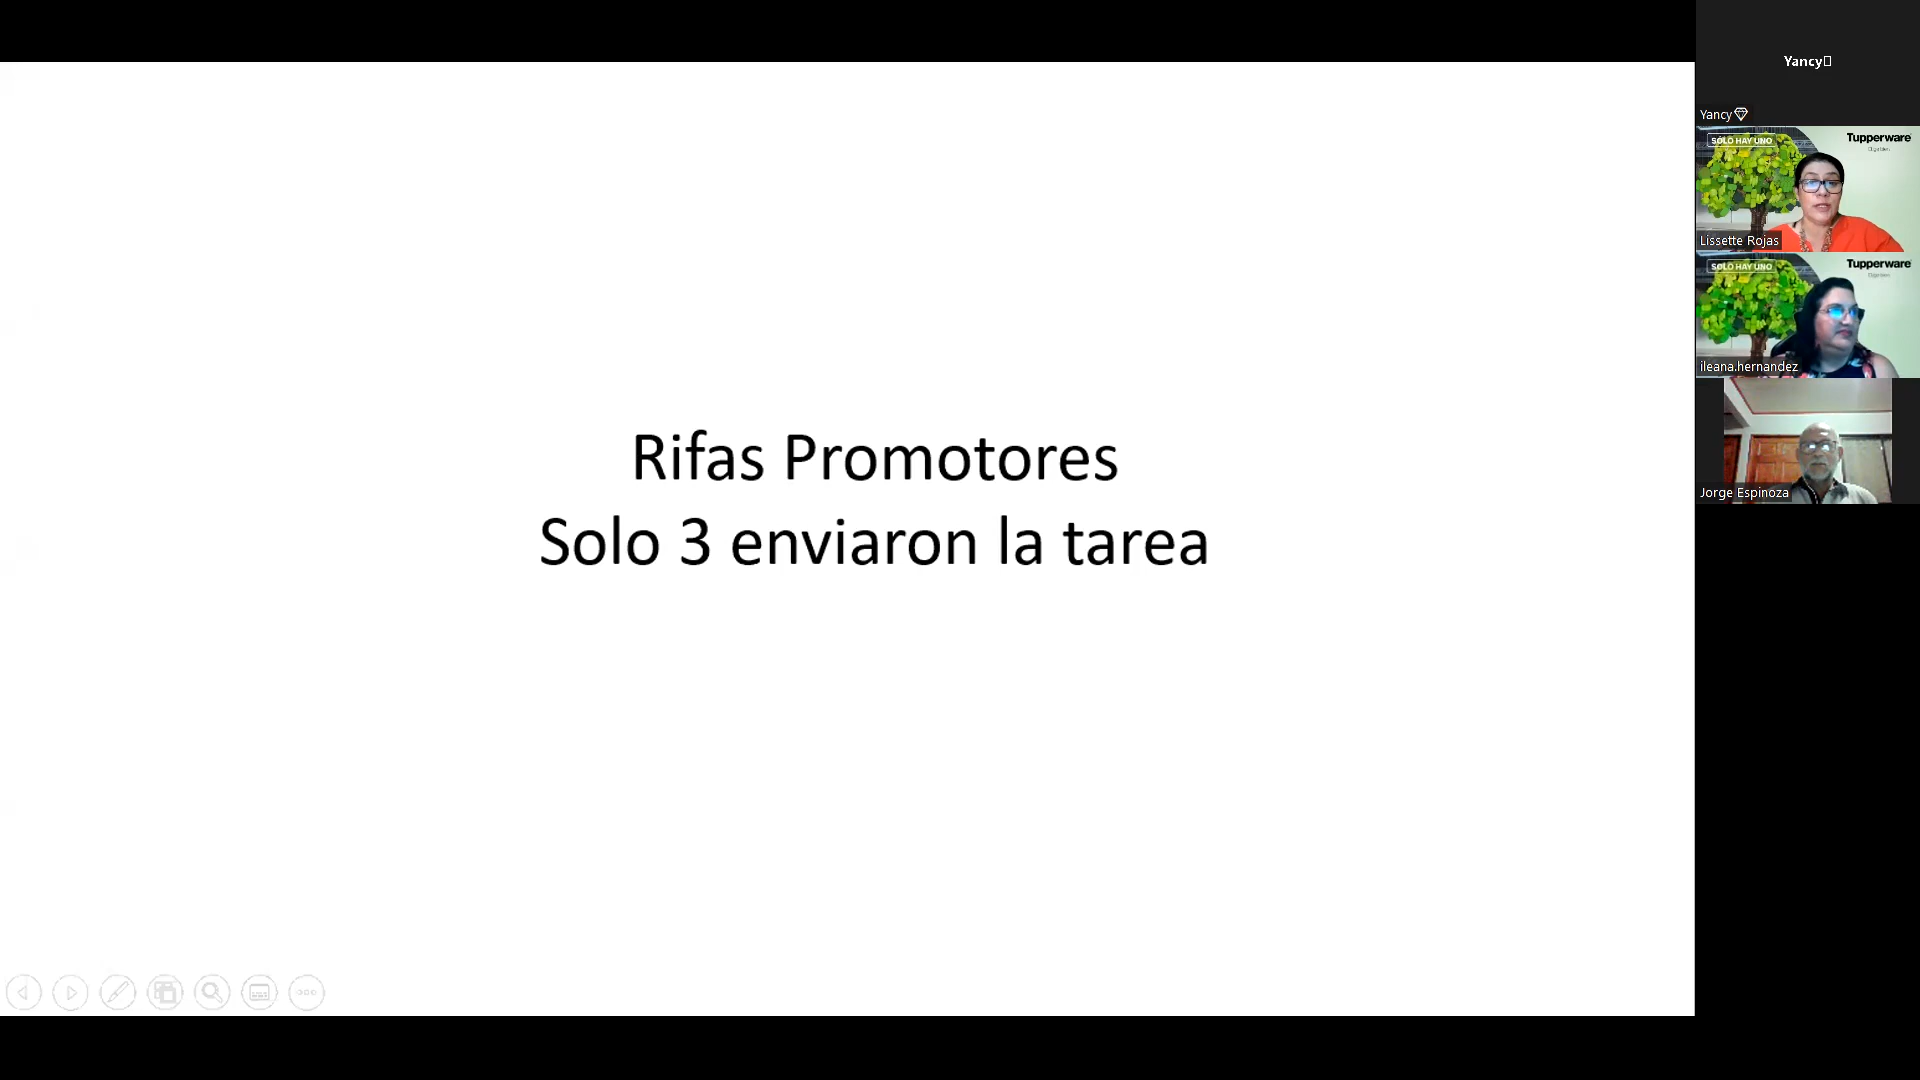 Rifas Promotores
Solo 3 enviaron la tarea
Yancy
Yancy
SOLO HAY UNO
Tupperware
Lissette Rojas
SOLO HAY UNO
Tupperware
ileana.hernandez
Jorge Espinoza